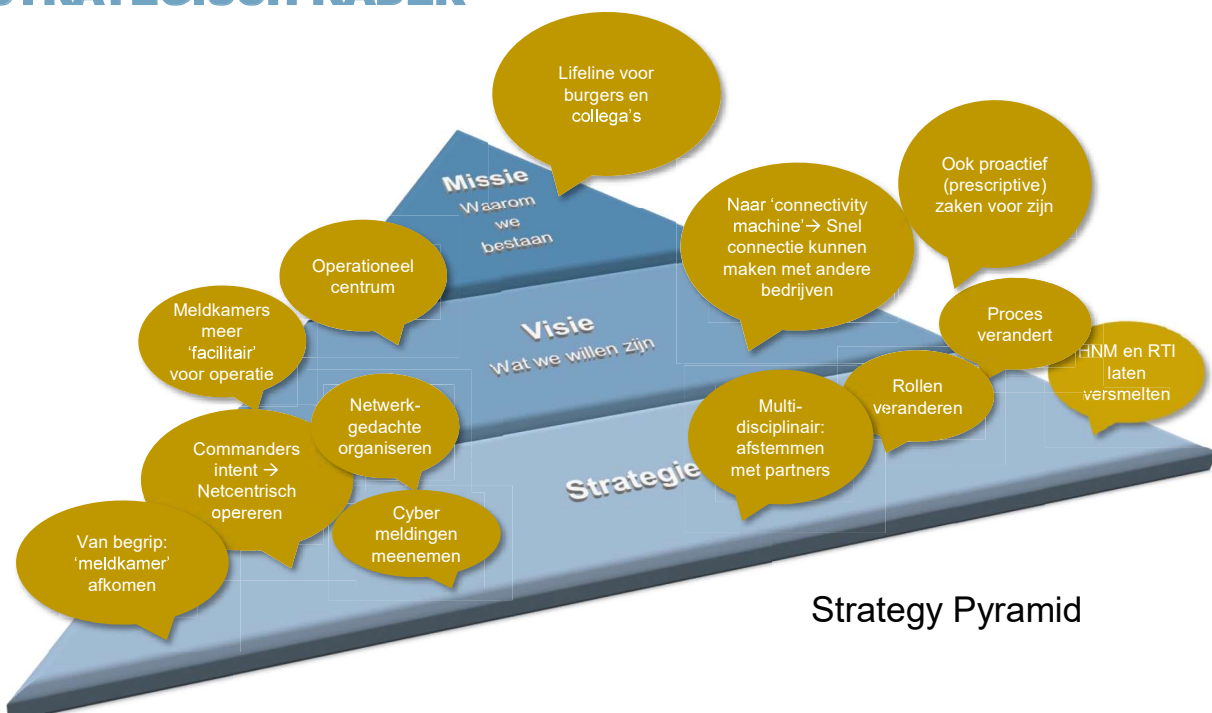 STRATEGISCH KADER
Lifeline voor
burgers en
collega's
Missie
Waarom
we
bestaan
Ook proactief
(prescriptive)
zaken voor zijn
Naar 'connectivity
machine'→ Snel
connectie kunnen
maken met andere
bedrijven
Operationeel
centrum
Meldkamers
meer
'facilitair'
voor operatie
Visie
Wat we willen zijn
Proces
verandert
HNM en RTI
laten
versmelten
Rollen
veranderen
Netwerk-
gedachte
organiseren
Multi-
disciplinair:
afstemmen
met partners
Commanders
intent →
Netcentrisch
opereren
Strategie
Cyber
meldingen
meenemen
Van begrip:
'meldkamer'
afkomen
Strategy Pyramid